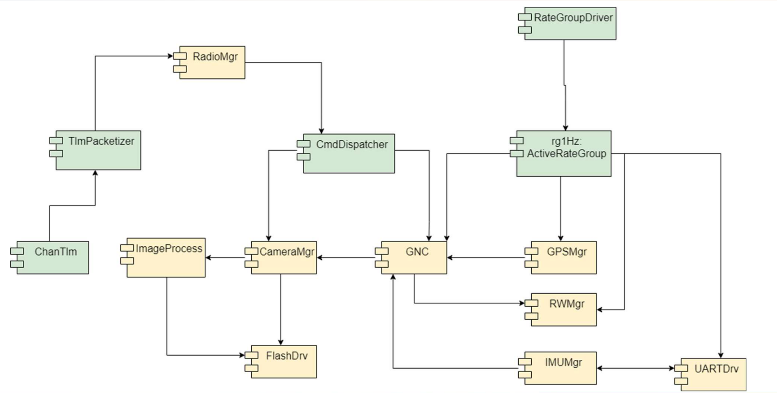 RateGroupDriver
RadioMgr
TlmPacketizer
CmdDispatcher
rg1Hz:
ActiveRateGroup
ChanTlm
ImageProcess
CameraMgr
GNC
GPSMgr
RWMgr
FlashDrv
IMUMgr
UARTDrv